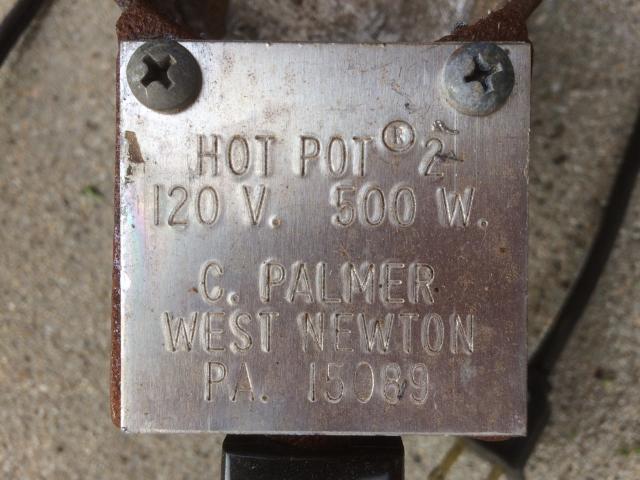 HOT POT® 2
120 V. 500 W.
C. PALMER
WEST NEWTON
PA. 15089